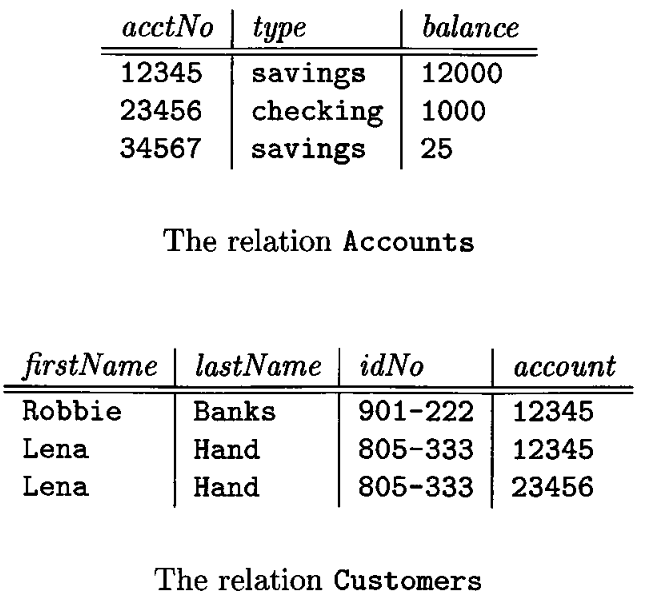 acctNo type balance
12345 savings 12000
23456 checking 1000
34567 savings 25
The relation Accounts
firstName lastName idNo account
Robbie Banks 901-222 12345
Lena Hand 805-333 12345
Lena Hand 805-333 23456
The relation Customers